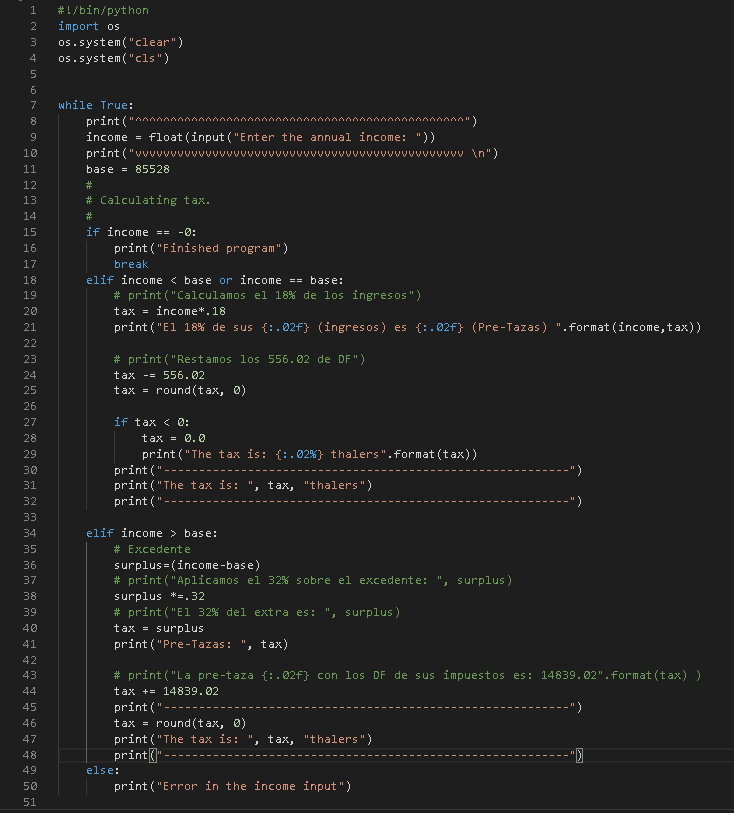 1 #!/bin/python
2 import os
3 os.system("clear")
4 os.system("cls")
5
6
7 while True:
8     print("^^^^^^^^^^^^^^^^^^^^^^^^^^^^^^^^^^^^^^^^^^^^^^^")
9     income = float(input("Enter the annual income: "))
10     print("vvvvvvvvvvvvvvvvvvvvvvvvvvvvvvvvvvvvvvvvvvvvvvv \n")
11     base = 85528
12     #
13     # Calculating tax.
14     #
15     if income == -0:
16         print("Finished program")
17         break
18     elif income < base or income == base:
19         # print("Calculamos el 18% de los ingresos")
20         tax = income*.18
21         print("El 18% de sus {:.02f} (ingresos) es {:.02f} (Pre-Tazas) ".format(income,tax))
22
23         # print("Restamos los 556.02 de DF")
24         tax -= 556.02
25         tax = round(tax, 0)
26
27         if tax < 0:
28             tax = 0.0
29             print("The tax is: {:.02%} thalers".format(tax))
30         print("----------------------------------------------------------")
31         print("The tax is: ", tax, "thalers")
32         print("----------------------------------------------------------")
33
34     elif income > base:
35         # Excedente
36         surplus=(income-base)
37         # print("Aplicamos el 32% sobre el excedente: ", surplus)
38         surplus *=.32
39         # print("El 32% del extra es: ", surplus)
40         tax = surplus
41         print("Pre-Tazas: ", tax)
42
43         # print("La pre-taza {:.02f} con los DF de sus impuestos es: 14839.02".format(tax) )
44         tax += 14839.02
45         print("----------------------------------------------------------")
46         tax = round(tax, 0)
47         print("The tax is: ", tax, "thalers")
48         print("----------------------------------------------------------")
49     else:
50         print("Error in the income input")
51